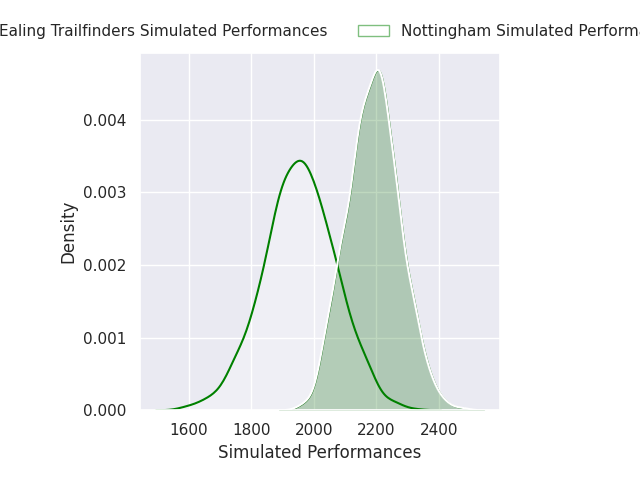 Ealing Trailfinders Simulated Performances
Nottingham Simulated Performa
0.004
0.003
0.002
0.001
0.000
Density
1600 1800 2000 2200 2400
Simulated Performances